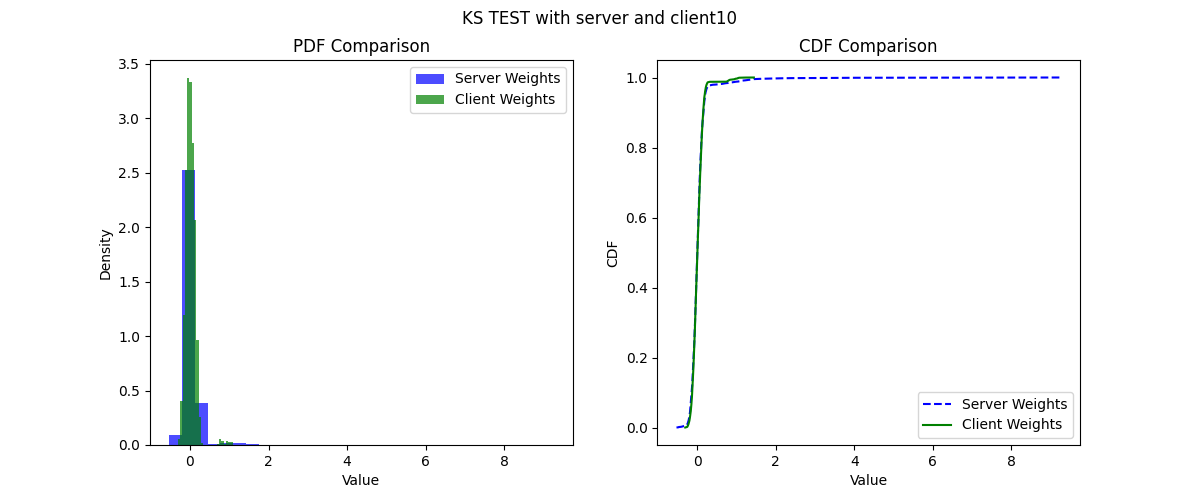 KS TEST with server and client10
PDF Comparison
3.5
3.0
2.5
2.0
1.5
1.0
0.5
0.0
Density
0
2
4
6
8
Value
Server Weights
Client Weights
CDF Comparison
1.0
0.8
0.6
0.4
0.2
0.0
CDF
0
2
4
6
8
Value
Server Weights
Client Weights